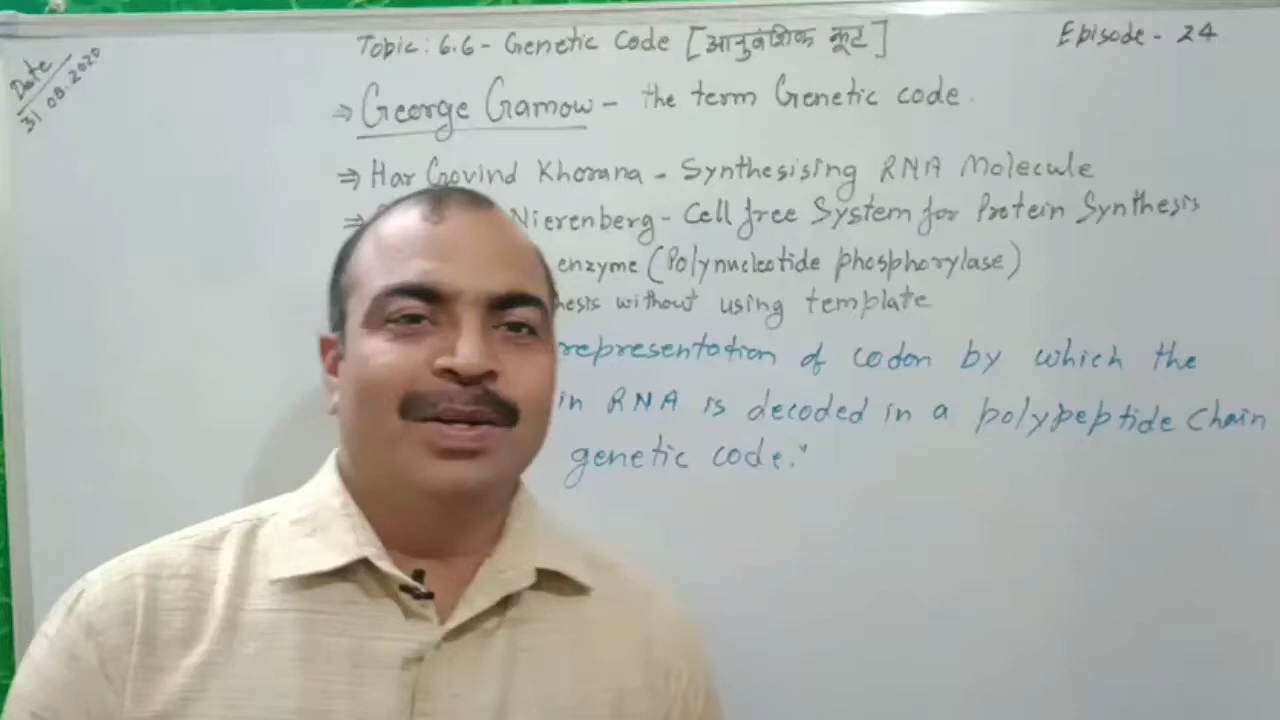 Date
31.08.2020
Topic: 6.6 - Genetic Code [आनुवंशिक कूट]
Episode - 24
⇒ George Gamow - the term Genetic code.
⇒ Har Govind Khorana - Synthesising RNA Molecule
⇒ Nierenberg - Cell free System for Protein Synthesis
enzyme (Polynucleotide phosphorylase)
without using template
representation of codon by which the
in RNA is decoded in a polypeptide Chain
genetic code."